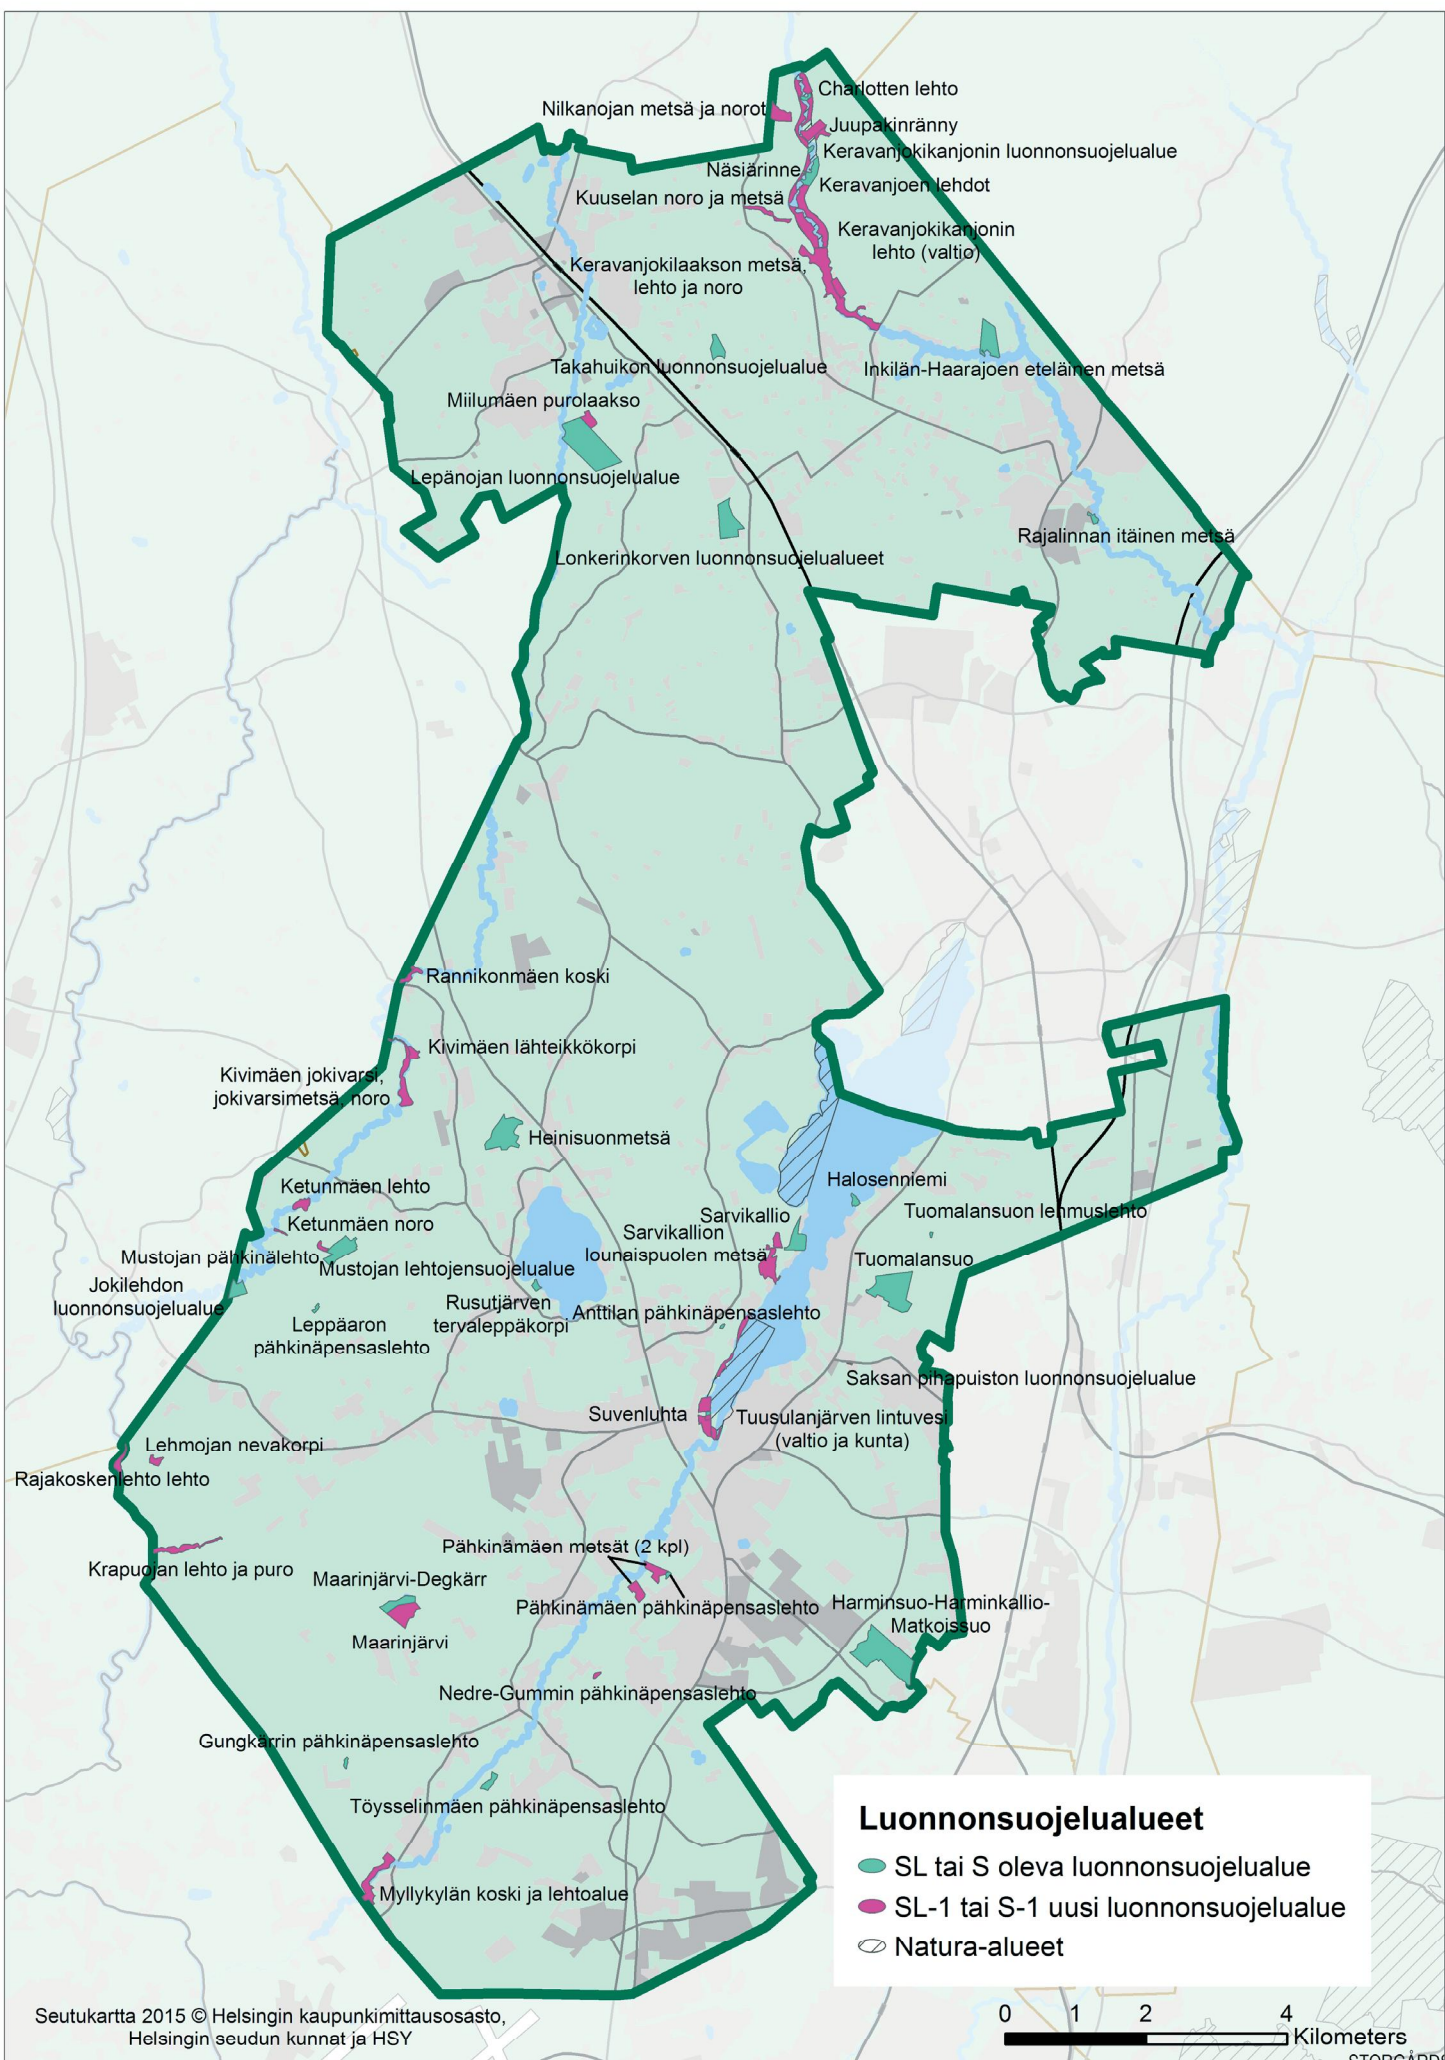 Charlotten lehto
Nilkanojan metsä ja norot
Juupakinränny
Keravanjokikanjonin luonnonsuojelualue
Näsiärinne
Keravanjoen lehdot
Kuuselan noro ja metsä
Keravanjokikanjonin
lehto (valtio)
Keravanjokilaakson metsä,
lehto ja noro
Takahuikon luonnonsuojelualue
Inkilän-Haarajoen eteläinen metsä
Miilumäen purolaakso
Lepänojan luonnonsuojelualue
Rajalinnan itäinen metsä
Lonkerinkorven luonnonsuojelualueet
Rannikonmäen koski
Kivimäen lähteikkökorpi
Kivimäen jokivarsi,
jokivarsimetsä, noro
Heinisuonmetsä
Halosenniemi
Ketunmäen lehto
Tuomalansuon lehmuslehto
Sarvikallio
Ketunmäen noro
Sarvikallion
lounaispuolen metsä
Mustojan pähkinälehto
Tuomalansuo
Mustojan lehtojensuojelualue
Jokilehdon
luonnonsuojelualue
Rusutjärven
tervaleppäkorpi
Anttilan pähkinäpensaslehto
Leppäaron
pähkinäpensaslehto
Saksan pihapuiston luonnonsuojelualue
Suvenluhta
Tuusulanjärven lintuvesi
(valtio ja kunta)
Lehmojan nevakorpi
Rajakoskenlehto lehto
Pähkinämäen metsät (2 kpl)
Krapuojan lehto ja puro
Maarinjärvi-Degkärr
Pähkinämäen pähkinäpensaslehto
Harminsuo-Harminkallio-
Matkoissuo
Maarinjärvi
Nedre-Gummin pähkinäpensaslehto
Gungkärrin pähkinäpensaslehto
Töysselinmäen pähkinäpensaslehto
Myllykylän koski ja lehtoalue
Luonnonsuojelualueet
SL tai S oleva luonnonsuojelualue
SL-1 tai S-1 uusi luonnonsuojelualue
Natura-alueet
0 1 2 4
Kilometers
Seutukartta 2015 © Helsingin kaupunkimittausosasto,
Helsingin seudun kunnat ja HSY